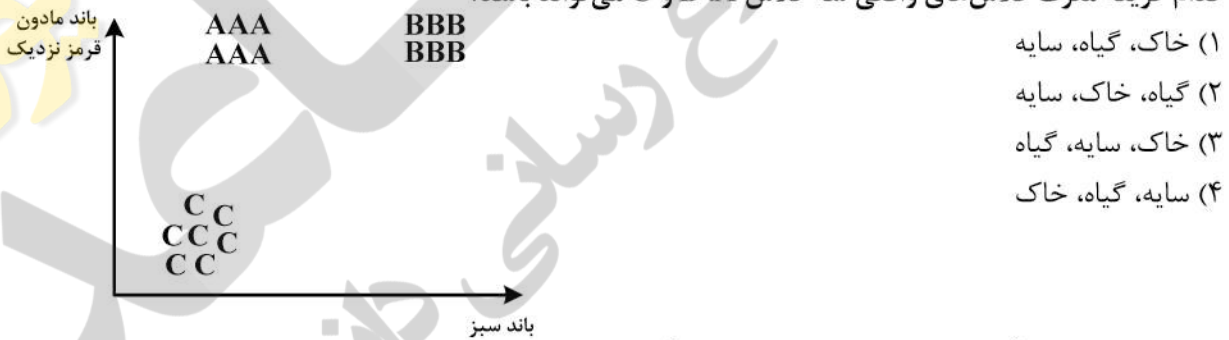 باند مادون
قرمز نزدیک
AAA BBB
AAA BBB
C C
CC C
C C
باند سبز
۱) خاک، گیاه، سایه
۲) گیاه، خاک، سایه
۳) خاک، سایه، گیاه
۴) سایه، گیاه، خاک